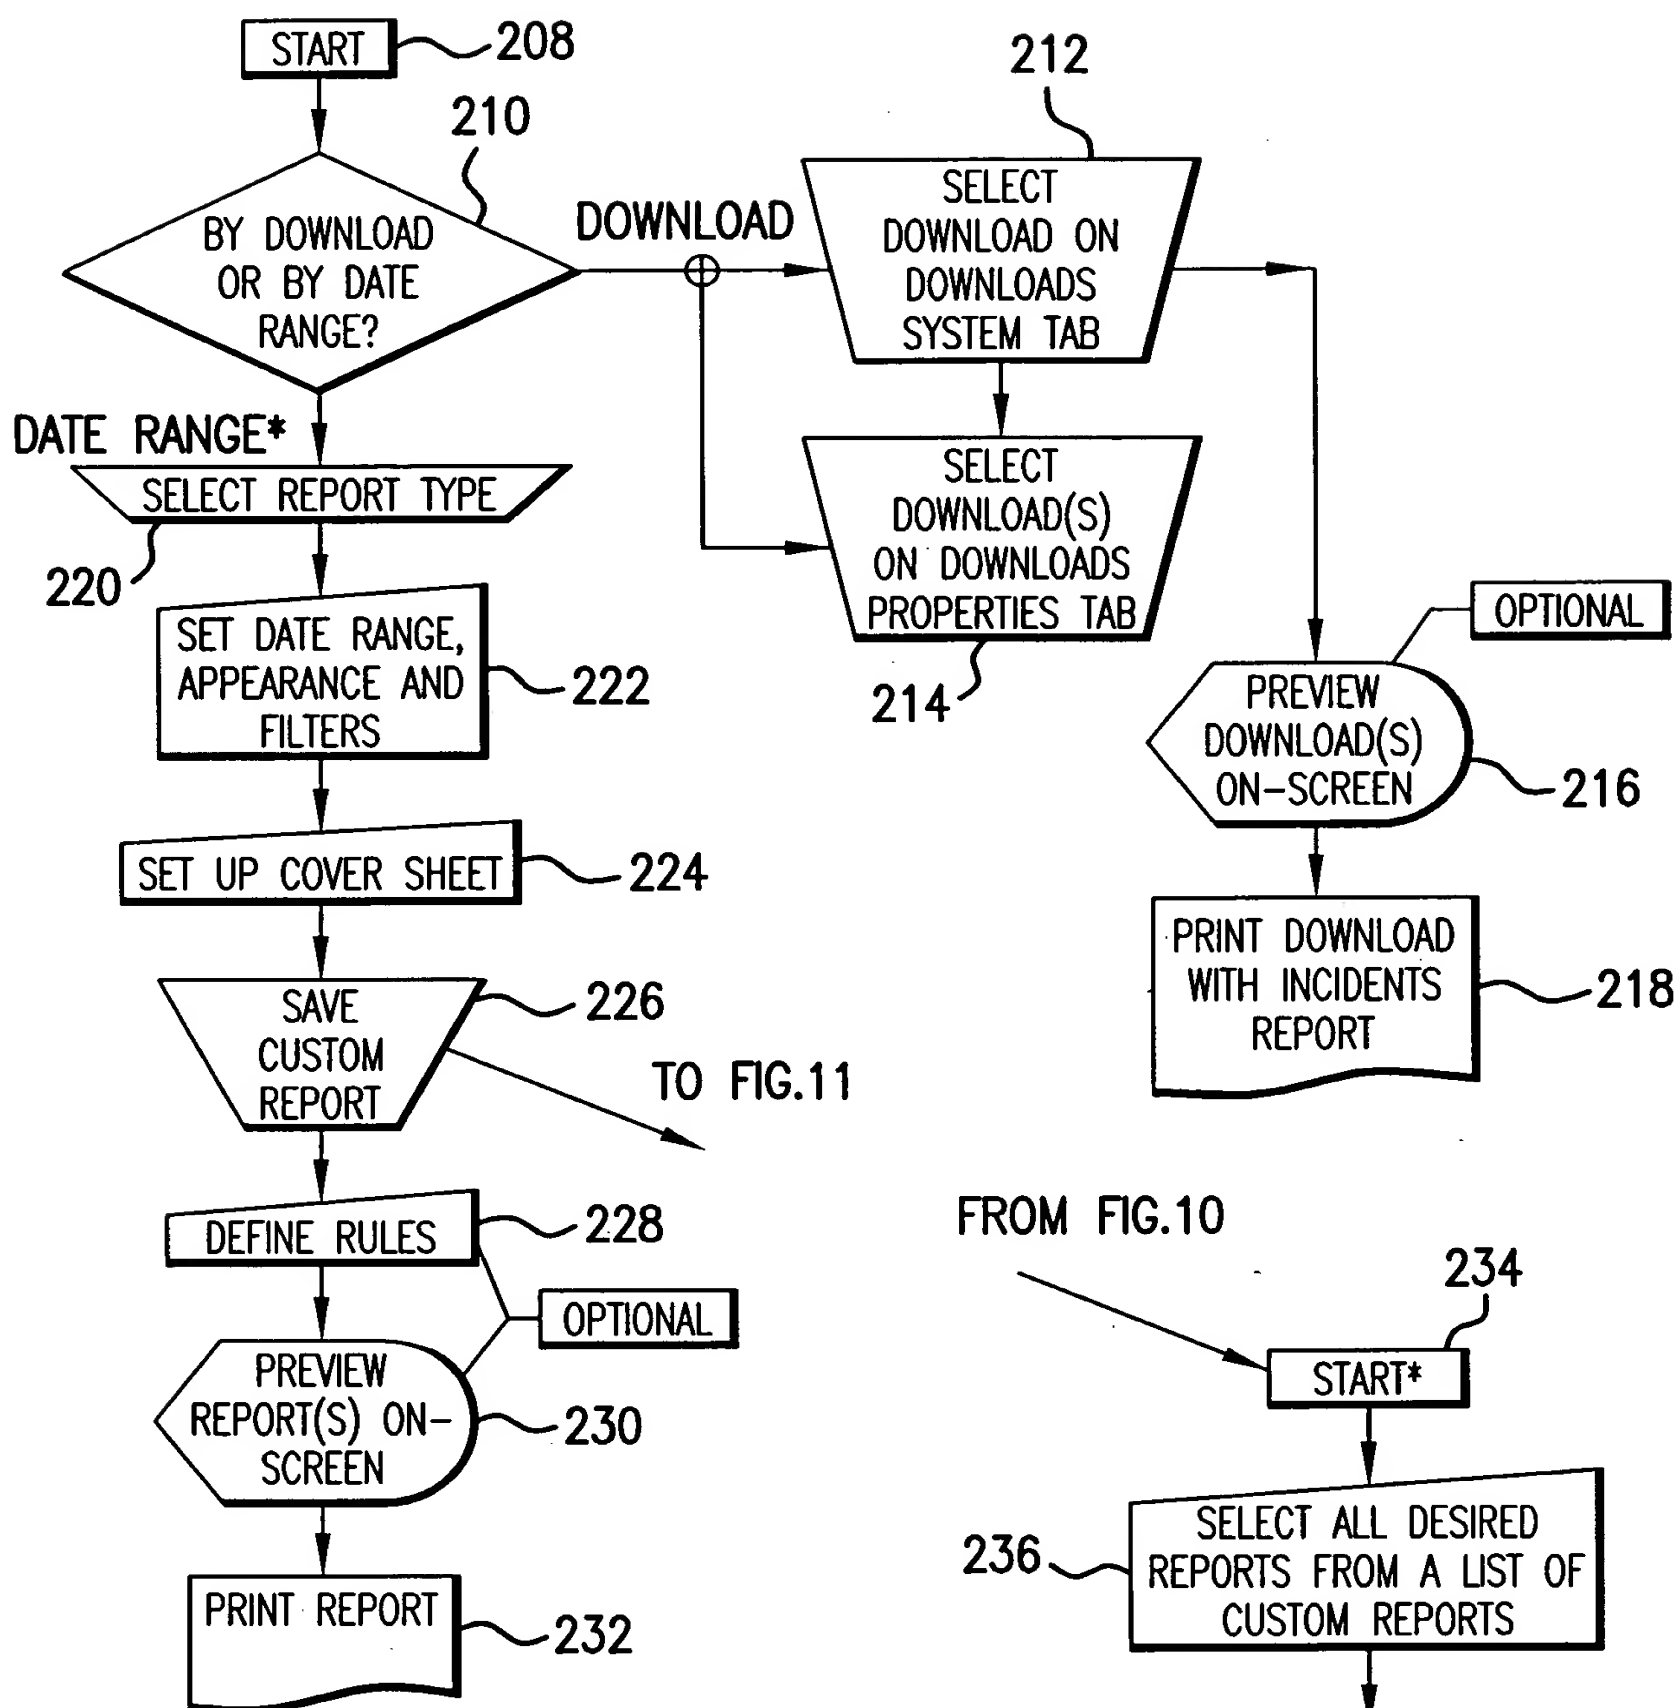 START
208
210
BY DOWNLOAD
OR BY DATE
RANGE?
DOWNLOAD
212
SELECT
DOWNLOAD ON
DOWNLOADS
SYSTEM TAB
SELECT
DOWNLOAD(S)
ON DOWNLOADS
PROPERTIES TAB
214
OPTIONAL
PREVIEW
DOWNLOAD(S)
ON-SCREEN
216
PRINT DOWNLOAD
WITH INCIDENTS
REPORT
218
DATE RANGE*
SELECT REPORT TYPE
220
SET DATE RANGE,
APPEARANCE AND
FILTERS
222
SET UP COVER SHEET
224
SAVE
CUSTOM
REPORT
226
TO FIG.11
DEFINE RULES
228
OPTIONAL
PREVIEW
REPORT(S) ON-
SCREEN
230
PRINT REPORT
232
FROM FIG.10
234
START*
236
SELECT ALL DESIRED
REPORTS FROM A LIST OF
CUSTOM REPORTS